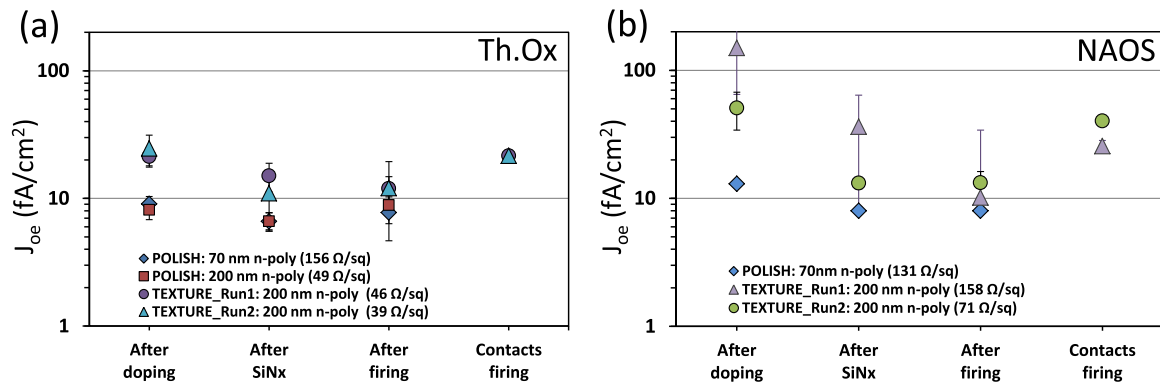 (a)
Th.Ox
100
10
1
J_oe (fA/cm²)
POLISH: 70 nm n-poly (156 Ω/sq)
POLISH: 200 nm n-poly (49 Ω/sq)
TEXTURE_Run1: 200 nm n-poly (46 Ω/sq)
TEXTURE_Run2: 200 nm n-poly (39 Ω/sq)
After doping
After SiNx
After firing
Contacts firing
(b)
NAOS
100
10
1
J_oe (fA/cm²)
POLISH: 70nm n-poly (131 Ω/sq)
TEXTURE_Run1: 200 nm n-poly (158 Ω/sq)
TEXTURE_Run2: 200 nm n-poly (71 Ω/sq)
After doping
After SiNx
After firing
Contacts firing